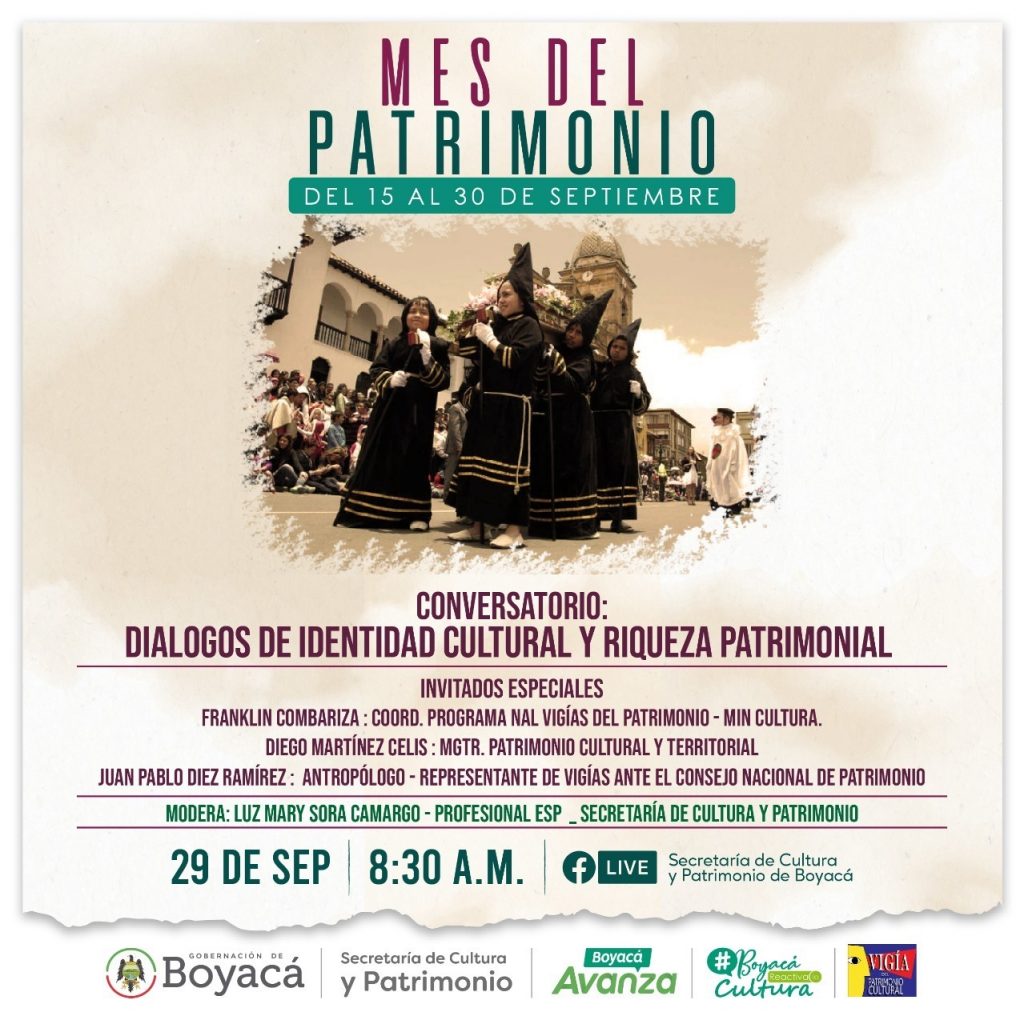 MES DEL
PATRIMONIO
DEL 15 AL 30 DE SEPTIEMBRE
CONVERSATORIO:
DIALOGOS DE IDENTIDAD CULTURAL Y RIQUEZA PATRIMONIAL
INVITADOS ESPECIALES
FRANKLIN COMBARIZA : COORD. PROGRAMA NAL VIGÍAS DEL PATRIMONIO - MIN CULTURA.
DIEGO MARTÍNEZ CELIS : MGTR. PATRIMONIO CULTURAL Y TERRITORIAL
JUAN PABLO DIEZ RAMÍREZ : ANTROPÓLOGO - REPRESENTANTE DE VIGÍAS ANTE EL CONSEJO NACIONAL DE PATRIMONIO
MODERA: LUZ MARY SORA CAMARGO - PROFESIONAL ESP _ SECRETARÍA DE CULTURA Y PATRIMONIO
29 DE SEP
8:30 A.M.
LIVE
Secretaría de Cultura
y Patrimonio de Boyacá
GOBERNACIÓN DE
Boyacá
Secretaría de Cultura
y Patrimonio
Boyacá
Avanza
#Boyacá
Reactiva la
Cultura
VIGÍA
DEL
PATRIMONIO
CULTURAL